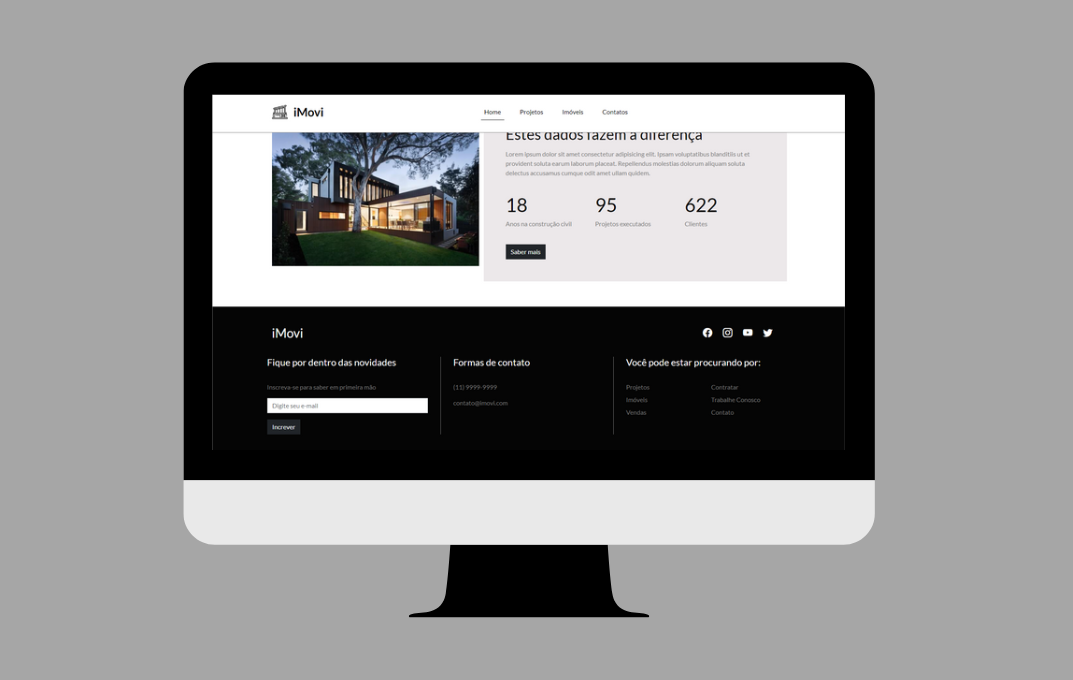 iMovi
Home Projetos Imóveis Contatos
Estes dados fazem a diferença
Lorem ipsum dolor sit amet consectetur adipisicing elit. Ipsam voluptatibus blanditiis ut et
provident soluta earum laborum placeat. Repellendus molestias dolorum aliquam soluta
delectus accusamus cumque odit amet ullam quidem.
18 95 622
Anos na construção civil Projetos executados Clientes
Saber mais
iMovi
Fique por dentro das novidades
Inscreva-se para saber em primeira mão
Digite seu e-mail
Increver
Formas de contato
(11) 9999-9999
contato@imovi.com
Você pode estar procurando por:
Projetos Contratar
Imóveis Trabalhe Conosco
Vendas Contato